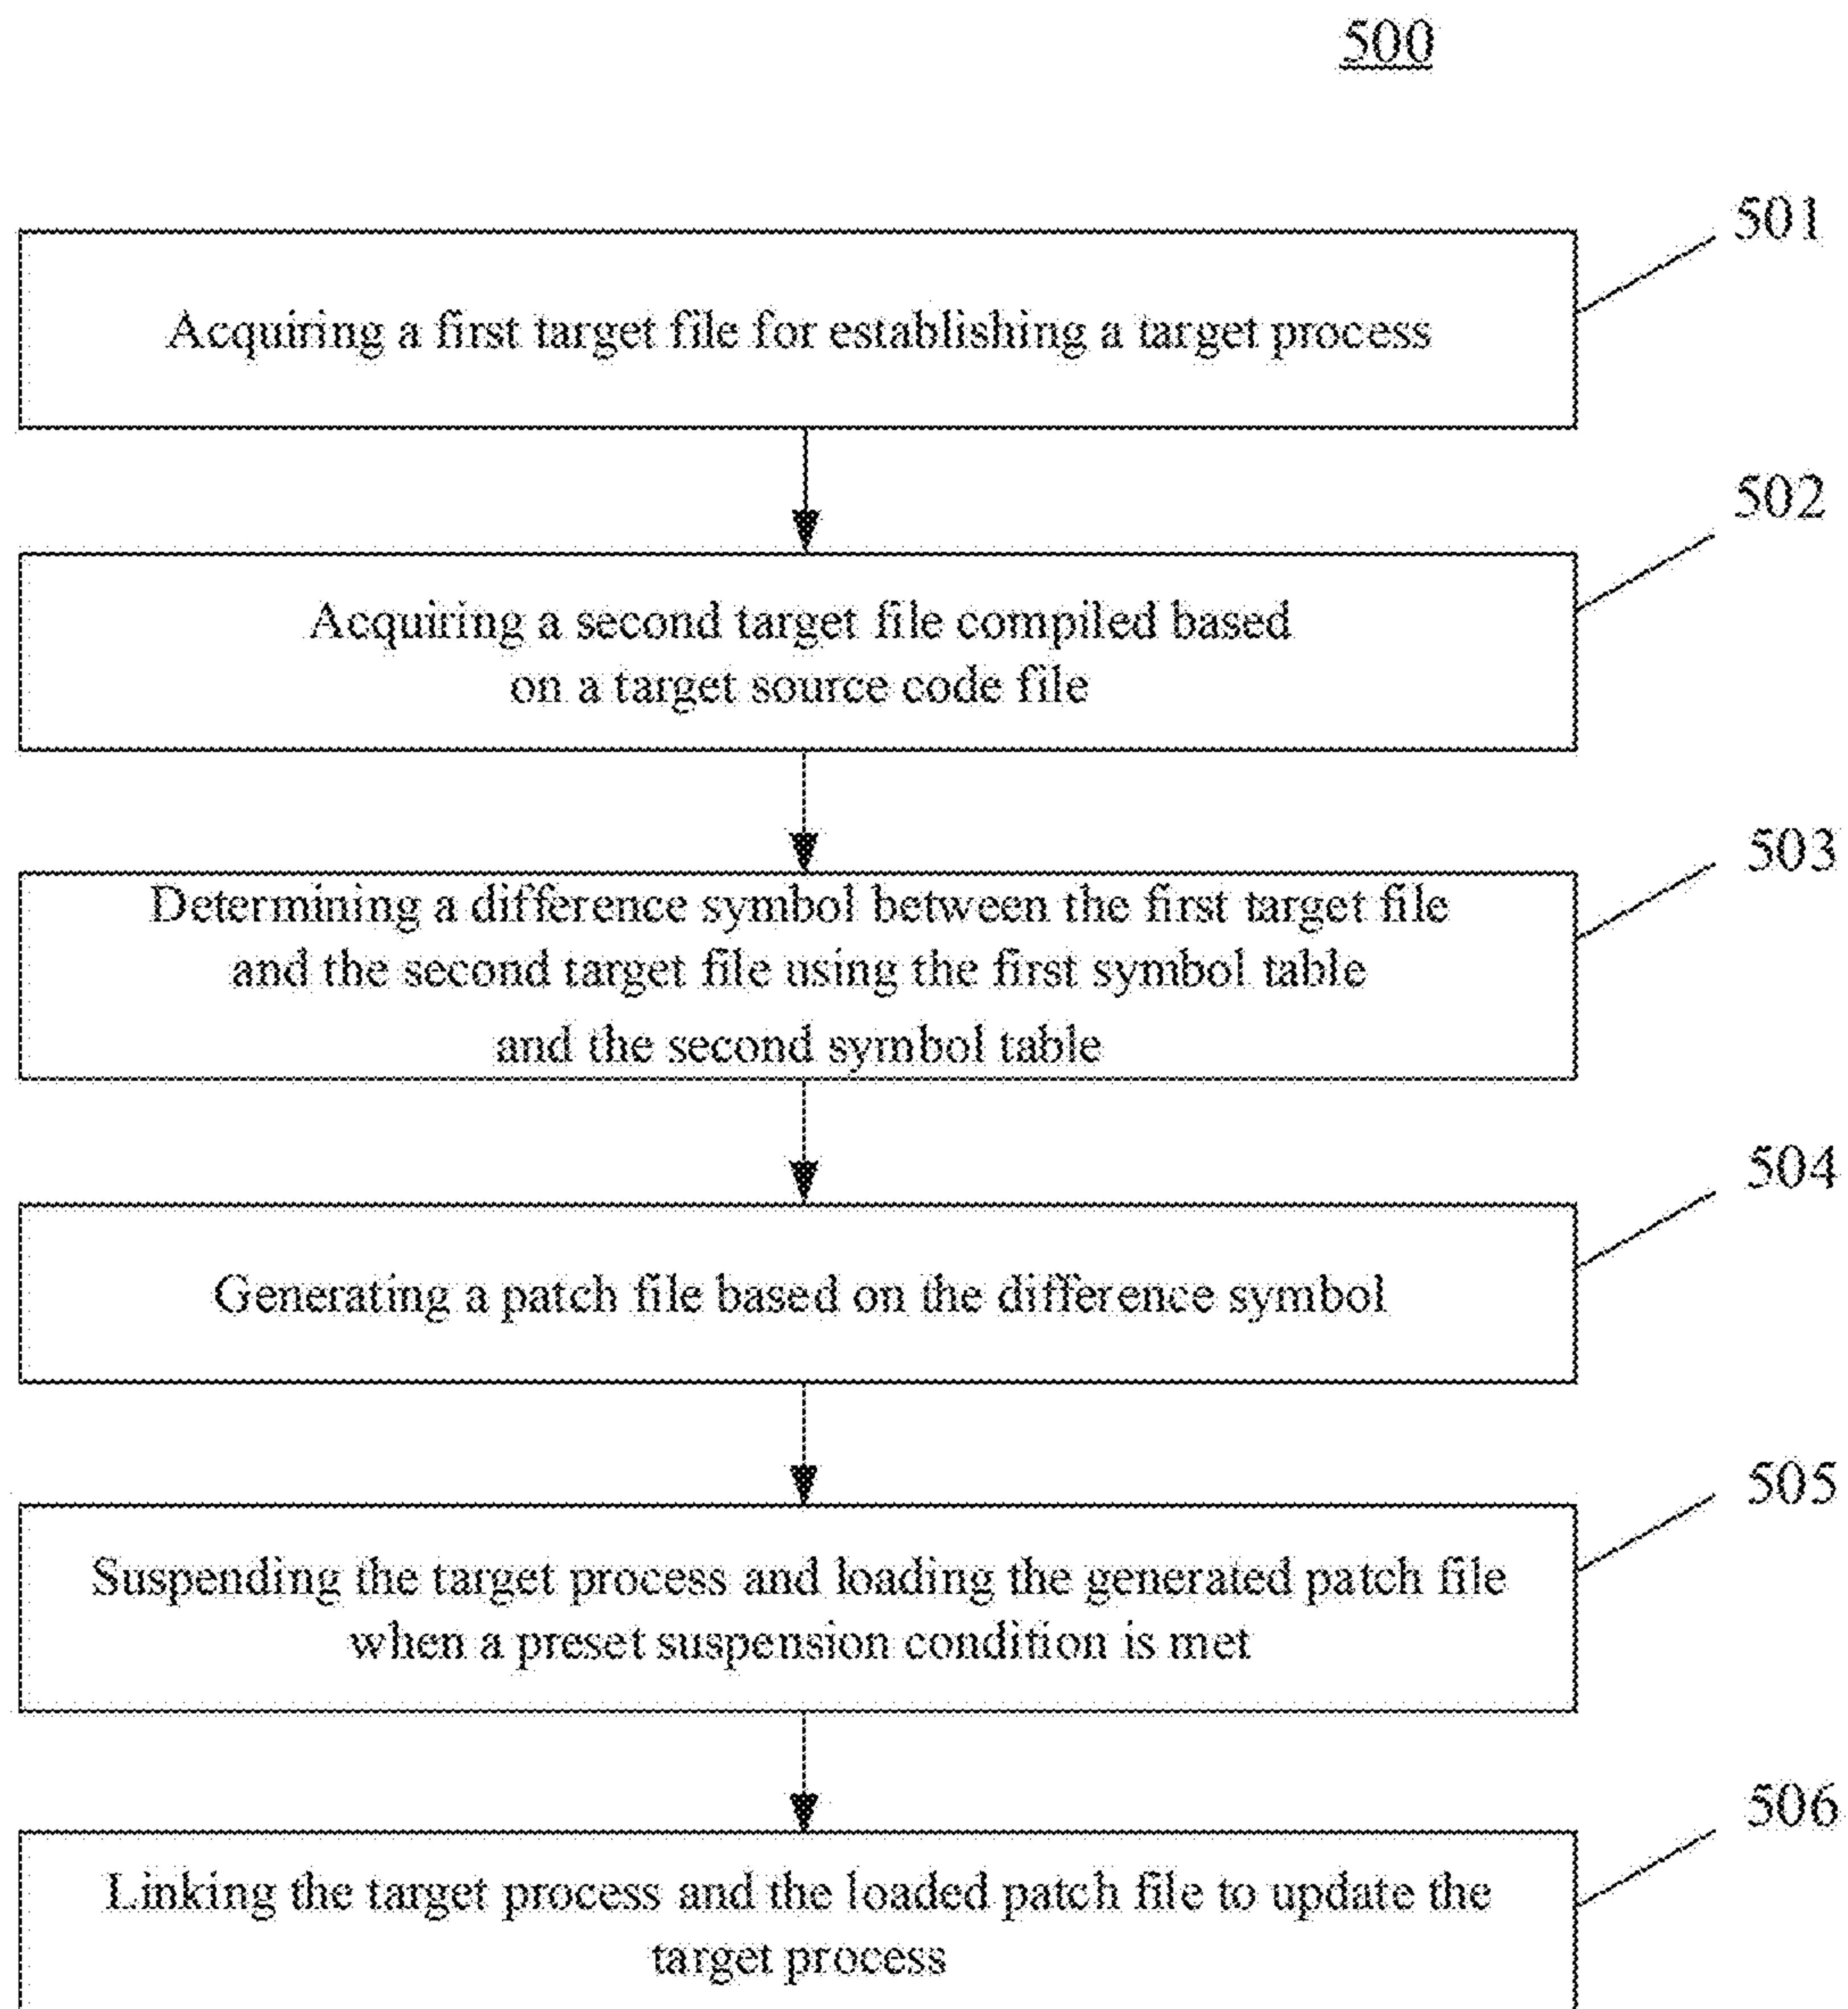 500
501
Acquiring a first target file for establishing a target process
502
Acquiring a second target file compiled based
on a target source code file
503
Determining a difference symbol between the first target file
and the second target file using the first symbol table
and the second symbol table
504
Generating a patch file based on the difference symbol
505
Suspending the target process and loading the generated patch file
when a preset suspension condition is met
506
Linking the target process and the loaded patch file to update the
target process